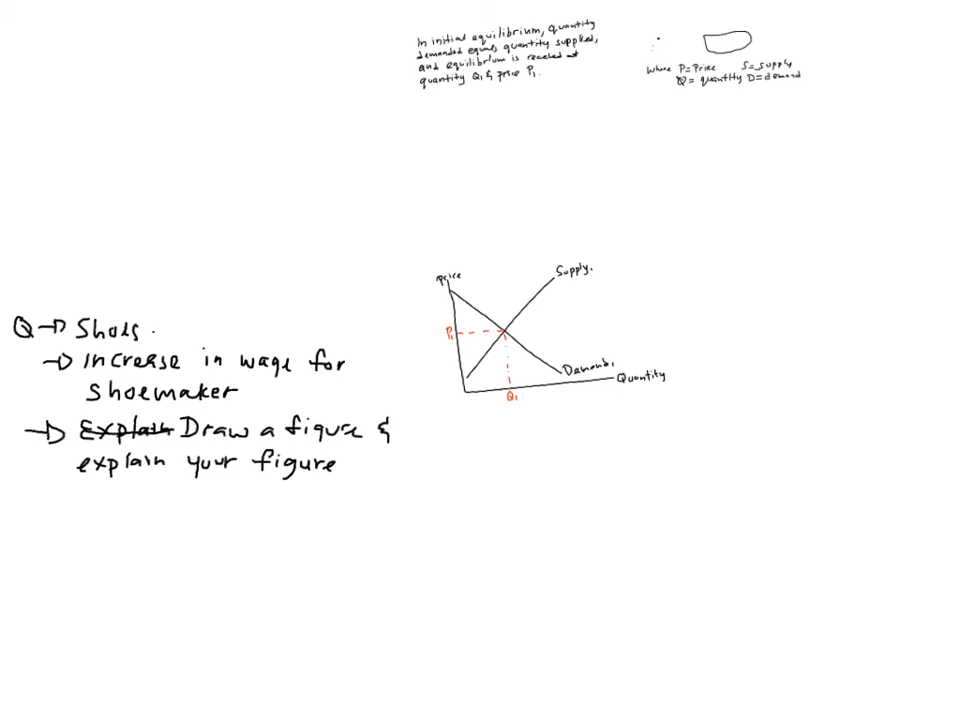 In initial equilibrium, quantity
demanded equals quantity supplied,
and equilibrium is reached at
quantity Q1 & price P1.
where P=Price S=supply
Q = quantity D=demand
Price
Supply.
P1
Demand1
Quantity
Q1
Q→ Shoes.
→ Increase in wage for
shoemaker
→ Explain Draw a figure &
explain your figure